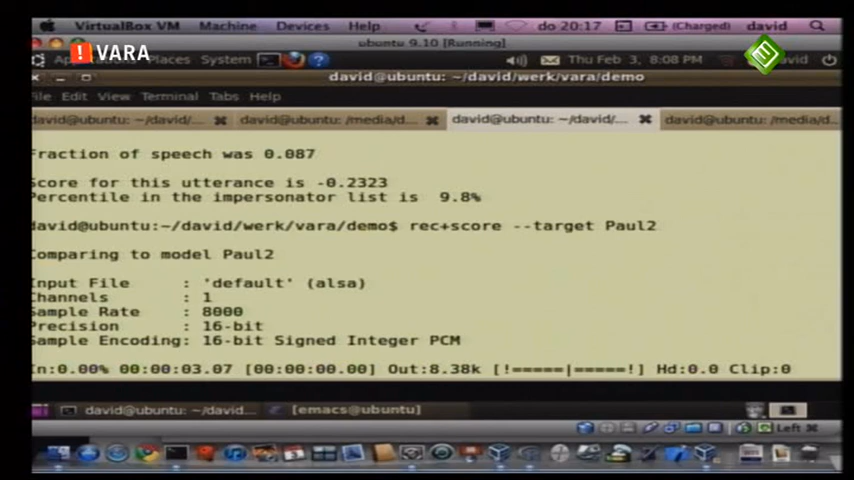 VirtualBox VM Machine Devices Help do 20:17 (Charged) david
ubuntu 9.10 [Running]
! VARA
Places System Thu Feb 3, 8:08 PM
david@ubuntu: ~/david/werk/vara/demo
File Edit View Terminal Tabs Help
david@ubuntu: ~/david/... david@ubuntu: /media/d... david@ubuntu: ~/david/... david@ubuntu: /media/d...
Fraction of speech was 0.087
Score for this utterance is -0.2323
Percentile in the impersonator list is 9.8%
david@ubuntu:~/david/werk/vara/demo$ rec+score --target Paul2
Comparing to model Paul2
Input File : 'default' (alsa)
Channels : 1
Sample Rate : 8000
Precision : 16-bit
Sample Encoding: 16-bit Signed Integer PCM
In:0.00% 00:00:03.07 [00:00:00.00] Out:8.38k [!=====|=====!] Hd:0.0 Clip:0
david@ubuntu: ~/david... [emacs@ubuntu]
Left ⌘